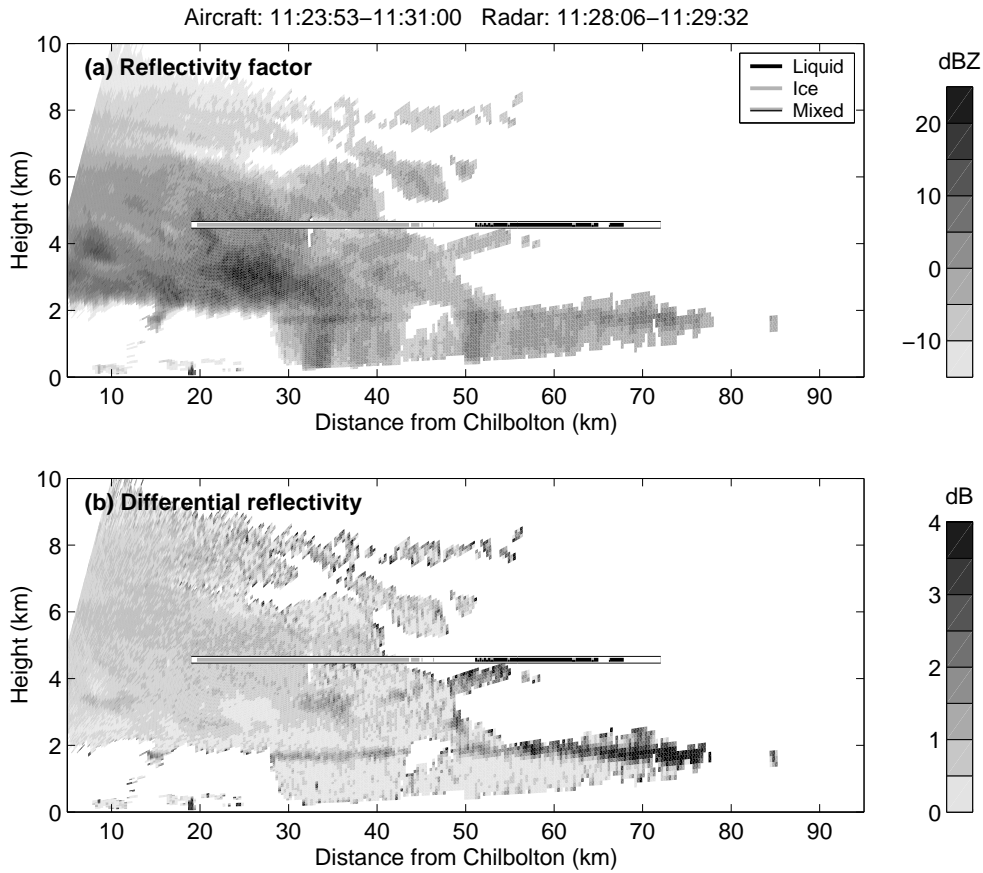 Aircraft: 11:23:53−11:31:00 Radar: 11:28:06−11:29:32
(a) Reflectivity factor
Liquid
Ice
Mixed
dBZ
20
10
0
−10
10
8
6
4
2
0
Height (km)
10 20 30 40 50 60 70 80 90
Distance from Chilbolton (km)
(b) Differential reflectivity
dB
4
3
2
1
0
10
8
6
4
2
0
Height (km)
10 20 30 40 50 60 70 80 90
Distance from Chilbolton (km)